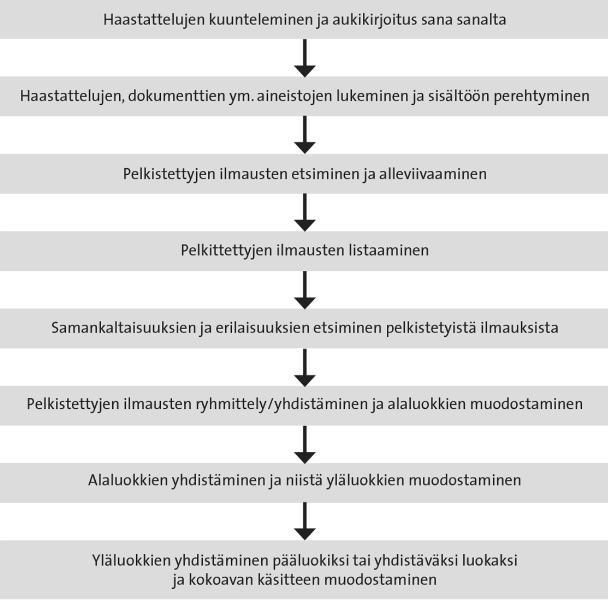 Haastattelujen kuunteleminen ja aukikirjoitus sana sanalta
Haastattelujen, dokumenttien ym. aineistojen lukeminen ja sisältöön perehtyminen
Pelkistettyjen ilmausten etsiminen ja alleviivaaminen
Pelkittettyjen ilmausten listaaminen
Samankaltaisuuksien ja erilaisuuksien etsiminen pelkistetyistä ilmauksista
Pelkistettyjen ilmausten ryhmittely/yhdistäminen ja alaluokkien muodostaminen
Alaluokkien yhdistäminen ja niistä yläluokkien muodostaminen
Yläluokkien yhdistäminen pääluokiksi tai yhdistäväksi luokaksi
ja kokoavan käsitteen muodostaminen